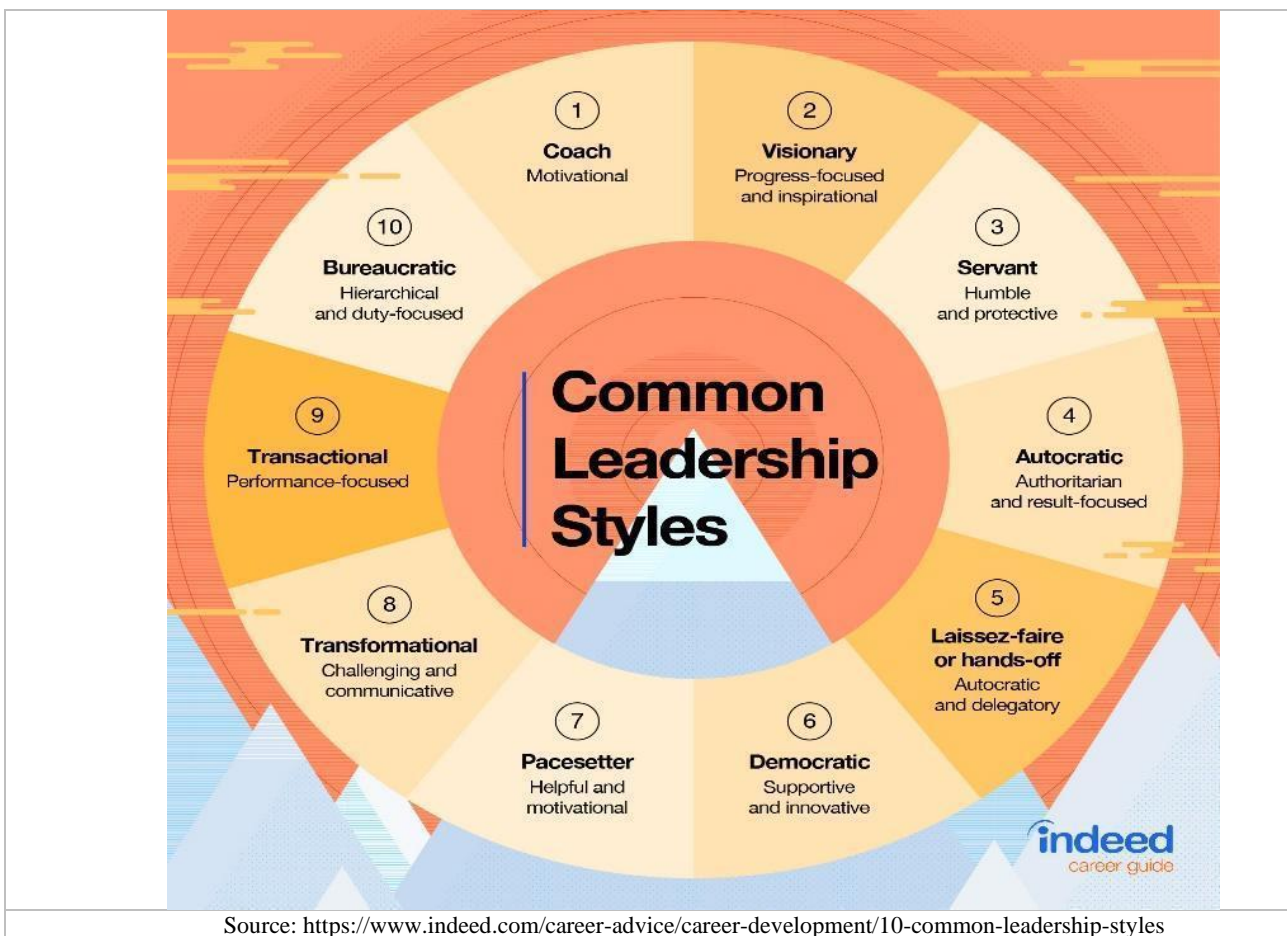 1
Coach
Motivational
2
Visionary
Progress-focused
and inspirational
3
Servant
Humble
and protective
4
Autocratic
Authoritarian
and result-focused
5
Laissez-faire
or hands-off
Autocratic
and delegatory
6
Democratic
Supportive
and innovative
7
Pacesetter
Helpful and
motivational
8
Transformational
Challenging and
communicative
9
Transactional
Performance-focused
10
Bureaucratic
Hierarchical
and duty-focused
Common
Leadership
Styles
indeed
career guide
Source: https://www.indeed.com/career-advice/career-development/10-common-leadership-styles